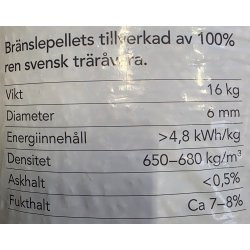 Bränslepellets tillverkad av 100%
ren svensk träråvara.
Vikt 16 kg
Diameter 6 mm
Energiinnehåll >4,8 kWh/kg
Densitet 650–680 kg/m³
Askhalt <0,5%
Fukthalt Ca 7–8%